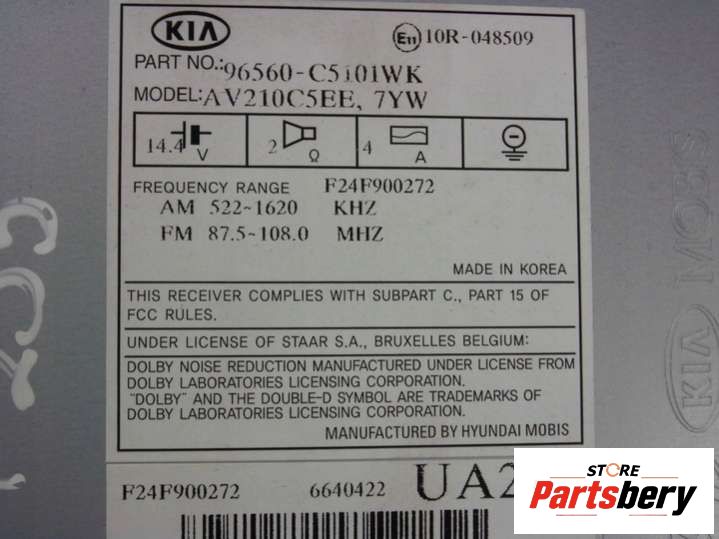 KIA
E11 10R-048509
PART NO.: 96560-C5101WK
MODEL: AV210C5EE, 7YW
14.4 V 2 Ω 4 A
FREQUENCY RANGE F24F900272
AM 522~1620 KHZ
FM 87.5~108.0 MHZ
MADE IN KOREA
THIS RECEIVER COMPLIES WITH SUBPART C., PART 15 OF
FCC RULES.
UNDER LICENSE OF STAAR S.A., BRUXELLES BELGIUM:
DOLBY NOISE REDUCTION MANUFACTURED UNDER LICENSE FROM
DOLBY LABORATORIES LICENSING CORPORATION.
"DOLBY" AND THE DOUBLE-D SYMBOL ARE TRADEMARKS OF
DOLBY LABORATORIES LICENSING CORPORATION.
MANUFACTURED BY HYUNDAI MOBIS
F24F900272 6640422 UA2
KIA MOBIS
STORE
Partsbery